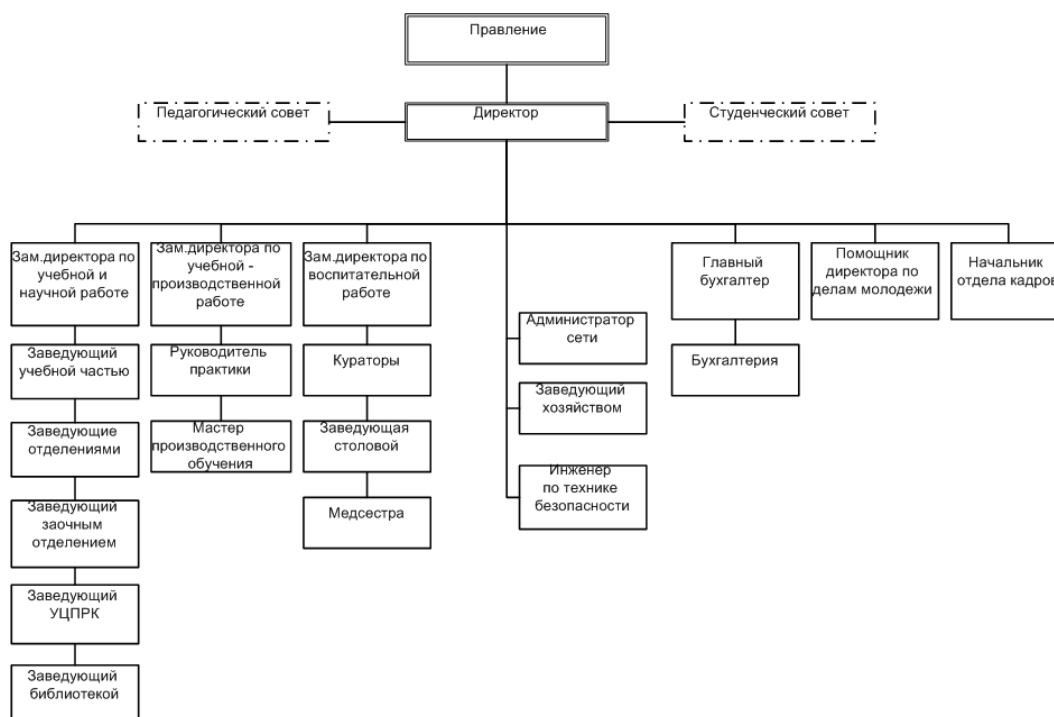 Правление
Педагогический совет
Директор
Студенческий совет
Зам.директора по
учебной и
научной работе
Зам.директора по
учебной -
производственной
работе
Зам.директора по
воспитательной
работе
Главный
бухгалтер
Помощник
директора по
делам молодежи
Начальник
отдела кадров
Администратор
сети
Заведующий
учебной частью
Руководитель
практики
Кураторы
Бухгалтерия
Заведующий
хозяйством
Заведующие
отделениями
Мастер
производственного
обучения
Заведующая
столовой
Инженер
по технике
безопасности
Заведующий
заочным
отделением
Медсестра
Заведующий
УЦПРК
Заведующий
библиотекой